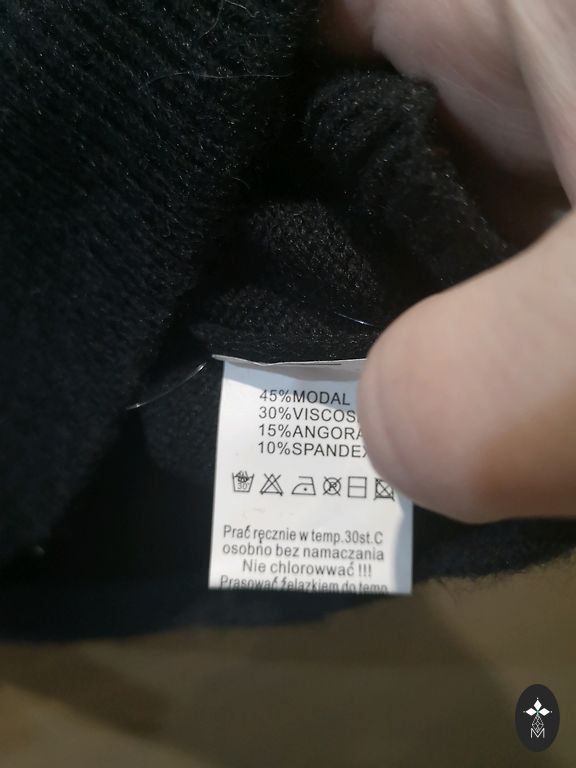 45%MODAL
30%VISCOS
15%ANGORA
10%SPANDEX
30°
Prać ręcznie w temp.30st.C
osobno bez namaczania
Nie chlorowwać !!!
Prasować żelazkiem do temp.
M